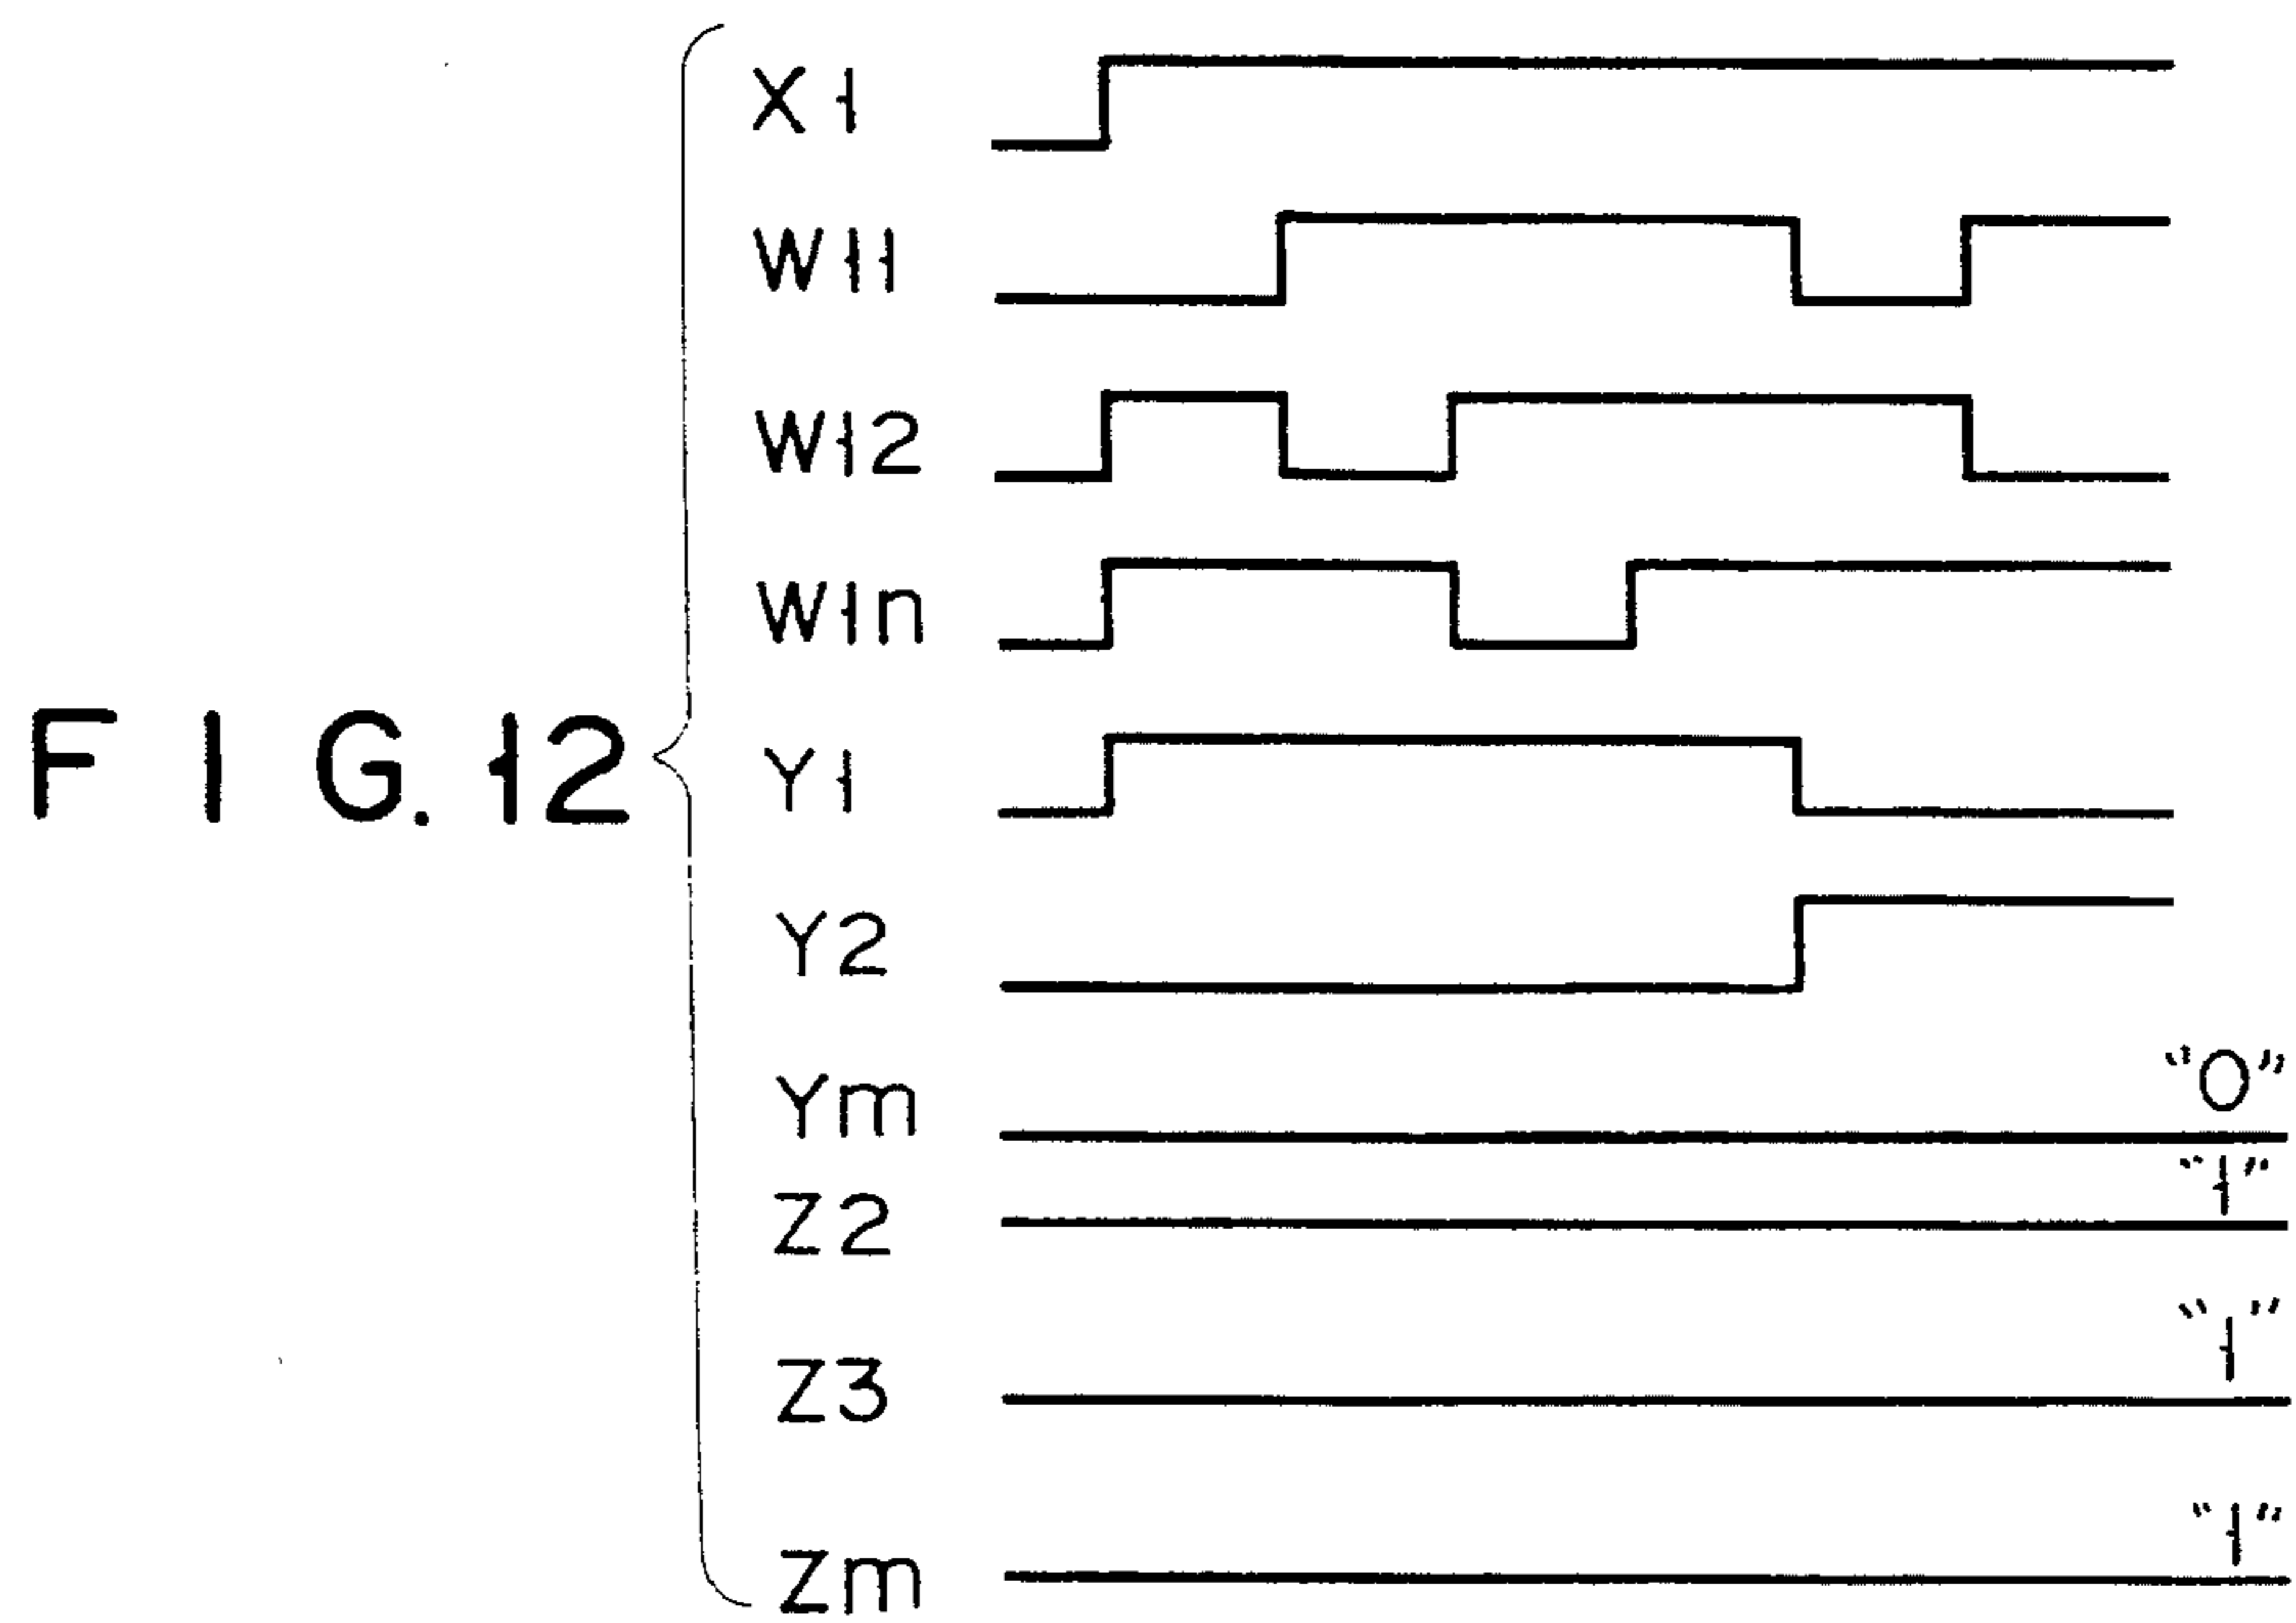 X1
W11
W12
W1n
FIG.12
Y1
Y2
Ym "0"
Z2 "1"
Z3 "1"
Zm "1"